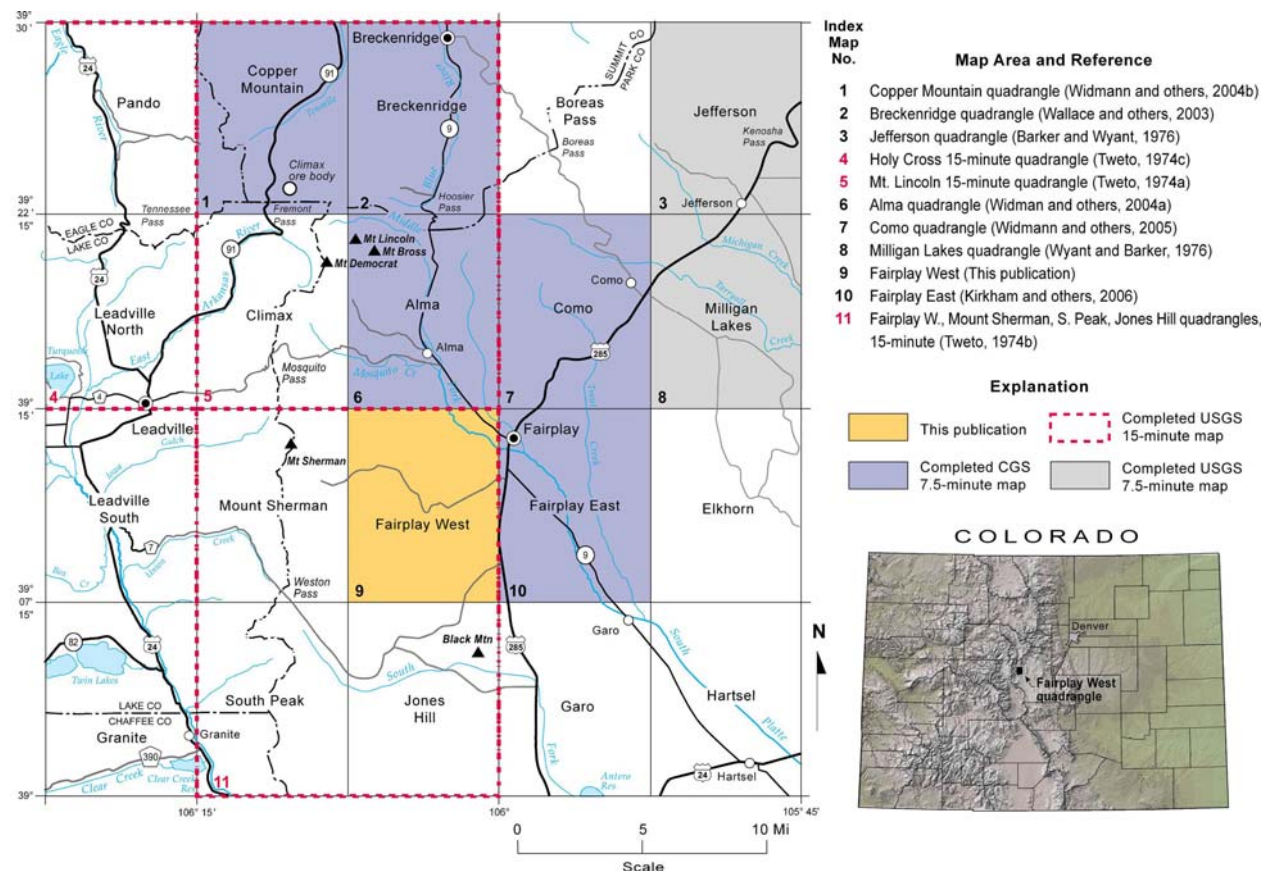 39°
30'
Eagle
River
24
Pando
Tennessee
Pass
EAGLE CO
LAKE CO
24
Leadville
North
Turquoise
Lake
4
4
East
Arkansas
River
91
Leadville
Iowa
Gulch
Leadville
South
7
Union
Creek
Box
Cr
82
24
Twin Lakes
LAKE CO
CHAFFEE CO
Granite
Granite
390
Clear Creek
Clear Creek
Res
11
Copper
Mountain
91
Tenmile
Climax
ore body
1
Fremont
Pass
Mt Lincoln
Mt Bross
Mt Democrat
Climax
Mosquito
Pass
5
Mt Sherman
Mount Sherman
Weston
Pass
South Peak
Breckenridge
River
Breckenridge
9
Blue
Hoosier
Pass
2
Middle
Alma
Alma
Mosquito Cr
Fork
6
Fairplay West
9
Black Mtn
South
Jones
Hill
Fork
SUMMIT CO
PARK CO
Boreas
Pass
Boreas
Pass
Como
Como
285
Trout
Creek
7
Fairplay
Fairplay East
9
10
Garo
285
Garo
South
Platte
Antero
Res
Jefferson
Kenosha
Pass
3
Jefferson
Michigan
Creek
Tarryall
Creek
Milligan
Lakes
8
Elkhorn
Hartsel
24
Hartsel
39°
22'
15"
39°
15'
39°
07'
15"
39°
106° 15'
106°
105° 45'
0
5
10 Mi
Scale
N
Index
Map
No.
Map Area and Reference
1 Copper Mountain quadrangle (Widmann and others, 2004b)
2 Breckenridge quadrangle (Wallace and others, 2003)
3 Jefferson quadrangle (Barker and Wyant, 1976)
4 Holy Cross 15-minute quadrangle (Tweto, 1974c)
5 Mt. Lincoln 15-minute quadrangle (Tweto, 1974a)
6 Alma quadrangle (Widman and others, 2004a)
7 Como quadrangle (Widmann and others, 2005)
8 Milligan Lakes quadrangle (Wyant and Barker, 1976)
9 Fairplay West (This publication)
10 Fairplay East (Kirkham and others, 2006)
11 Fairplay W., Mount Sherman, S. Peak, Jones Hill quadrangles,
15-minute (Tweto, 1974b)
Explanation
This publication
Completed USGS
15-minute map
Completed CGS
7.5-minute map
Completed USGS
7.5-minute map
COLORADO
Denver
Fairplay West
quadrangle